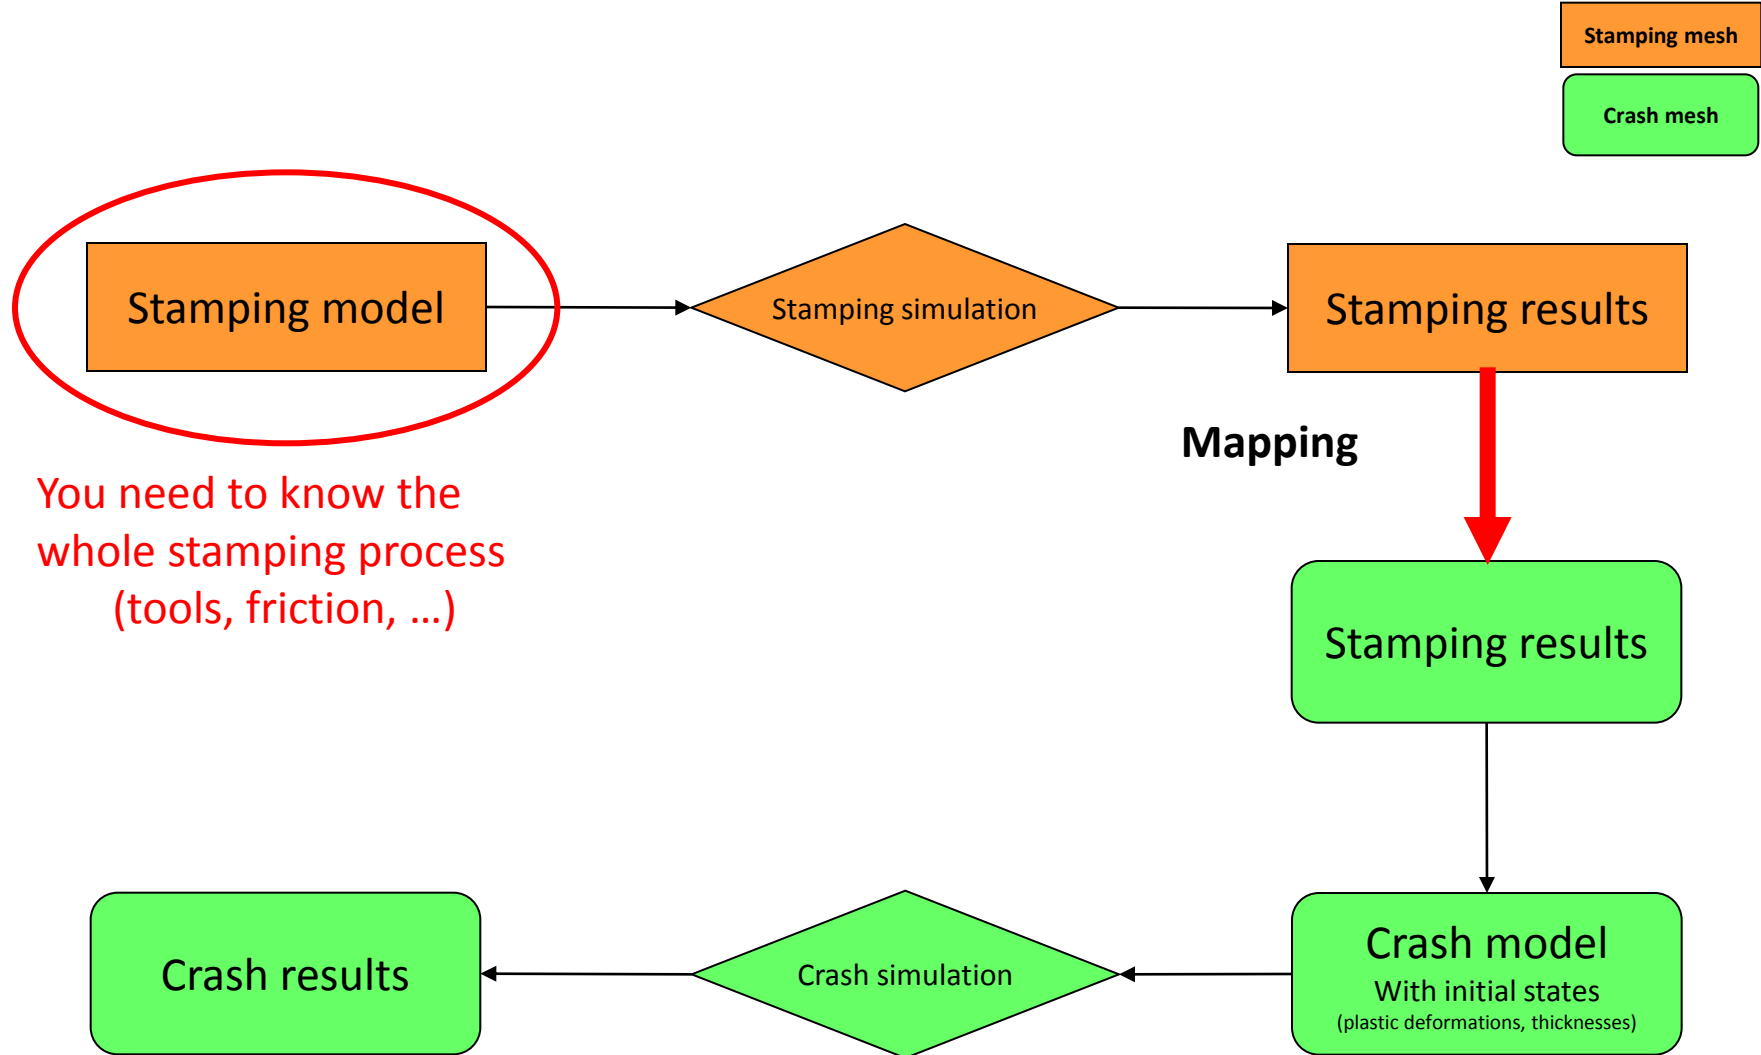 Stamping mesh
Crash mesh
Stamping model
Stamping simulation
Stamping results
Mapping
You need to know the
whole stamping process
(tools, friction, ...)
Stamping results
Crash results
Crash simulation
Crash model
With initial states
(plastic deformations, thicknesses)